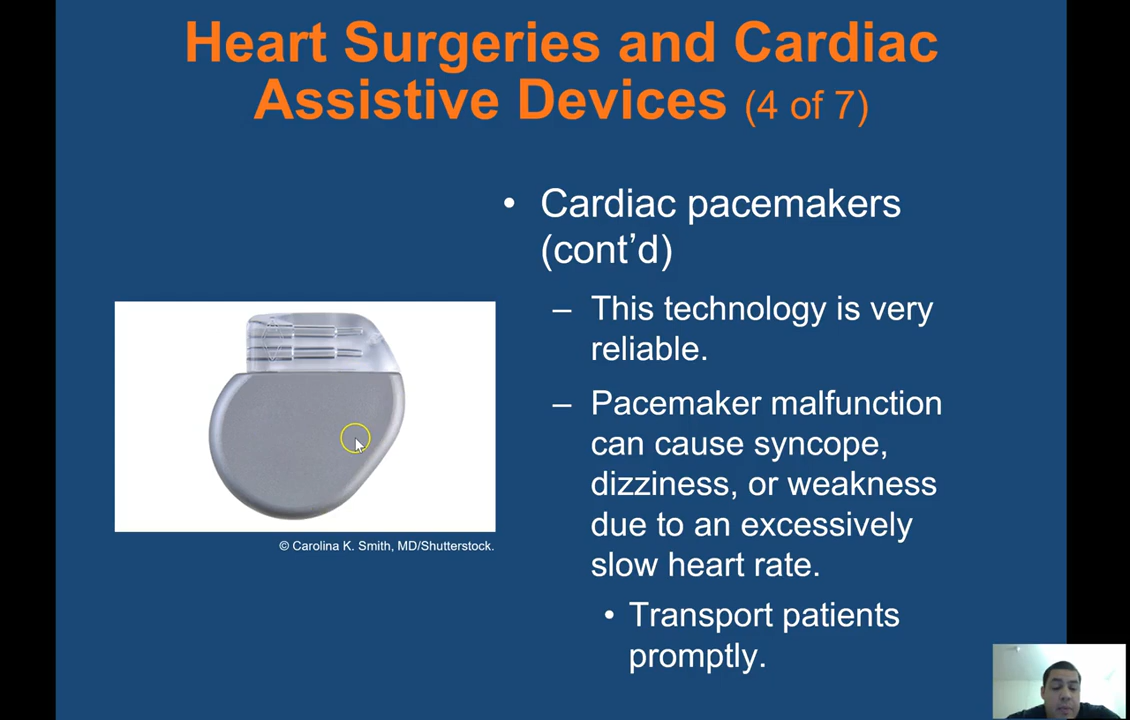 Heart Surgeries and Cardiac
Assistive Devices (4 of 7)
• Cardiac pacemakers
(cont’d)
– This technology is very
reliable.
– Pacemaker malfunction
can cause syncope,
dizziness, or weakness
due to an excessively
slow heart rate.
• Transport patients
promptly.
© Carolina K. Smith, MD/Shutterstock.